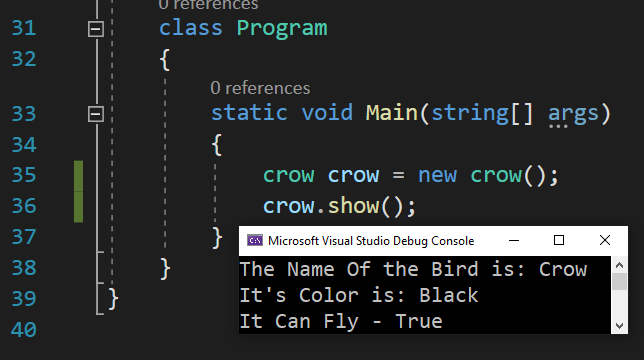 0 references
31 class Program
32 {
0 references
33 static void Main(string[] args)
34 {
35 crow crow = new crow();
36 crow.show();
37 }
38 }
39 }
40
C:\ Microsoft Visual Studio Debug Console
The Name Of the Bird is: Crow
It's Color is: Black
It Can Fly - True